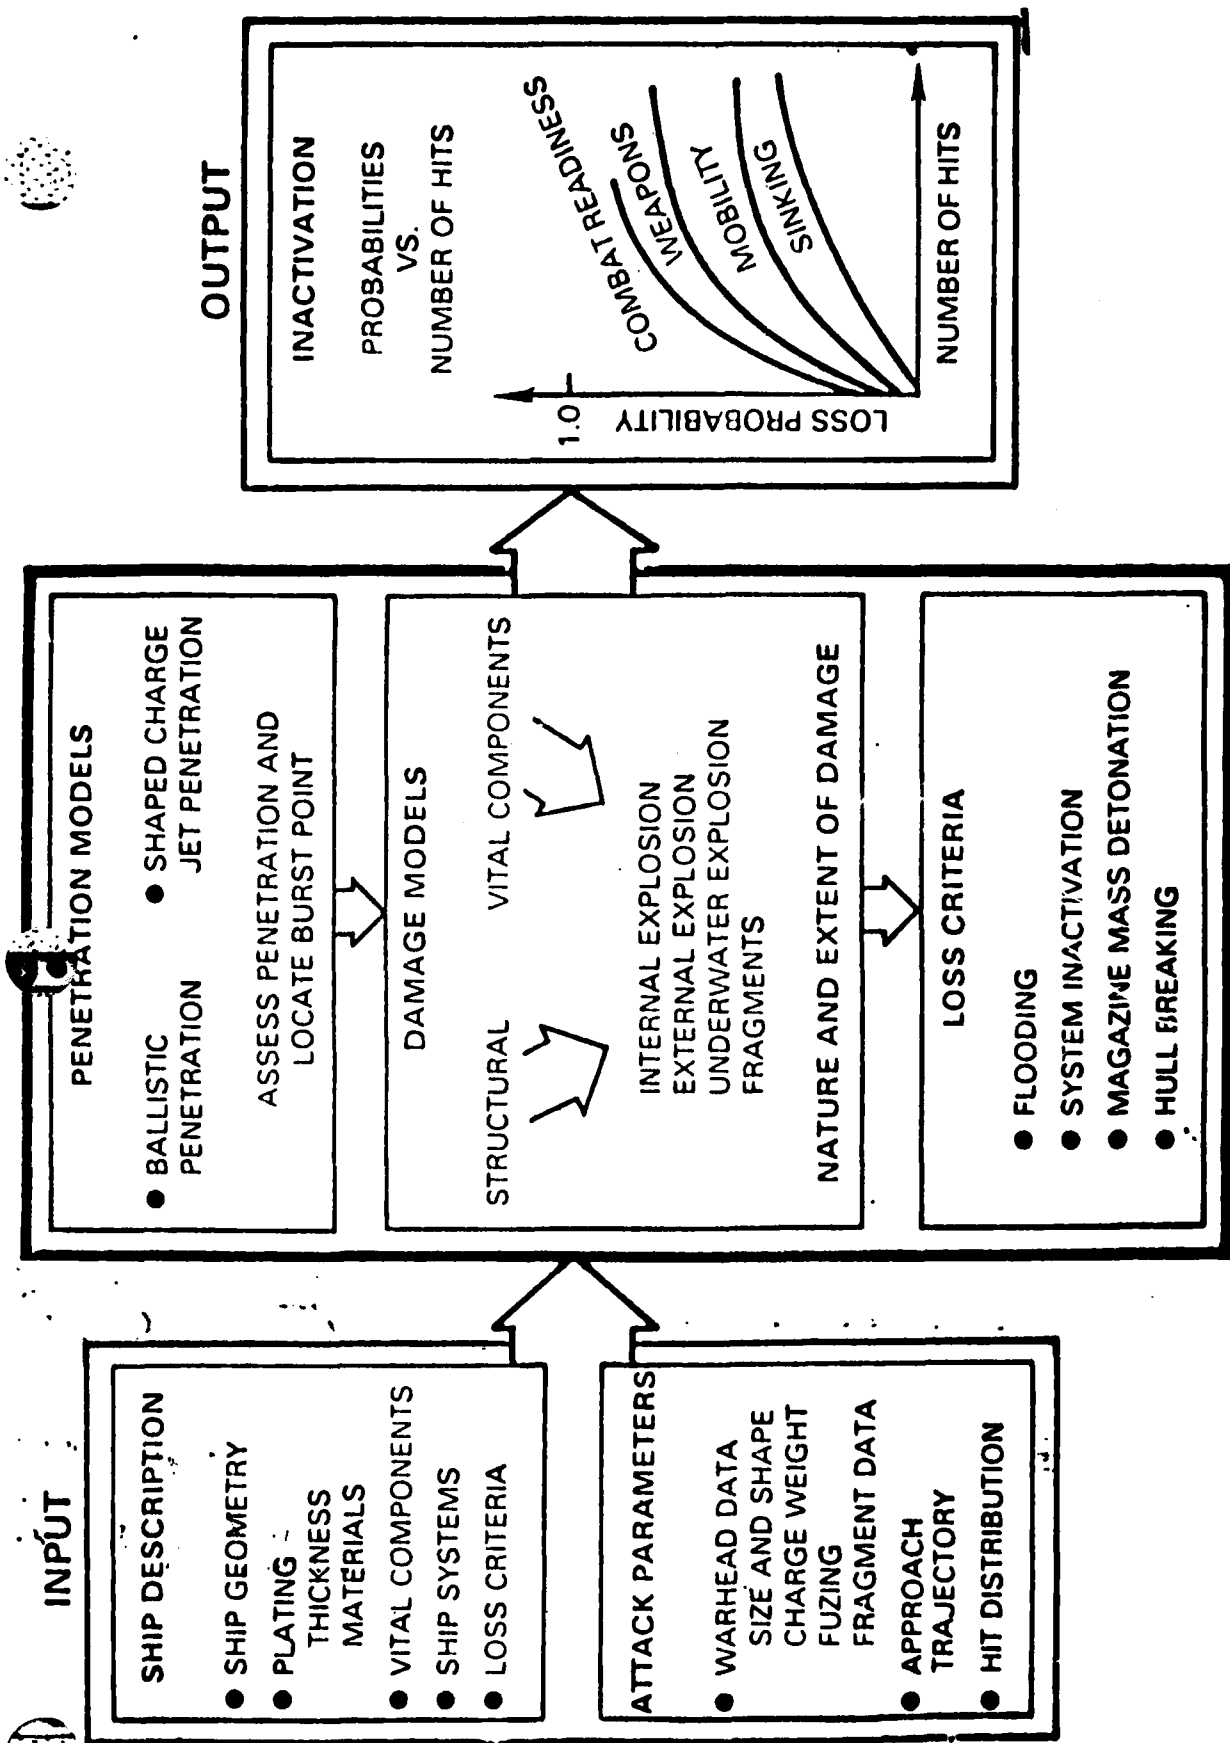 INPUT
SHIP DESCRIPTION
● SHIP GEOMETRY
● PLATING
THICKNESS
MATERIALS
● VITAL COMPONENTS
● SHIP SYSTEMS
● LOSS CRITERIA
ATTACK PARAMETERS
● WARHEAD DATA
SIZE AND SHAPE
CHARGE WEIGHT
FUZING
FRAGMENT DATA
● APPROACH
TRAJECTORY
● HIT DISTRIBUTION
PENETRATION MODELS
● BALLISTIC
PENETRATION
● SHAPED CHARGE
JET PENETRATION
ASSESS PENETRATION AND
LOCATE BURST POINT
DAMAGE MODELS
STRUCTURAL
VITAL COMPONENTS
INTERNAL EXPLOSION
EXTERNAL EXPLOSION
UNDERWATER EXPLOSION
FRAGMENTS
NATURE AND EXTENT OF DAMAGE
LOSS CRITERIA
● FLOODING
● SYSTEM INACTIVATION
● MAGAZINE MASS DETONATION
● HULL BREAKING
OUTPUT
INACTIVATION
PROBABILITIES
VS.
NUMBER OF HITS
1.0
LOSS PROBABILITY
COMBAT READINESS
WEAPONS
MOBILITY
SINKING
NUMBER OF HITS